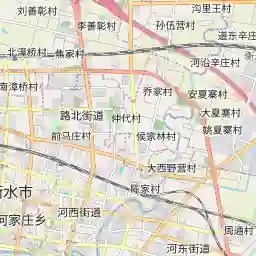 刘善彰村
沟里王村
李善彰村
孙伍营村
道东辛庄
北漳桥村
焦家村
河沿辛庄村
南漳桥村
乔家村
安夏寨村
路北街道
仲代村
大夏寨村
姚夏寨村
前马庄村
侯家林村
大西野营村
陈家村
水市
河西街道
何家庄乡
周通村
河东街道